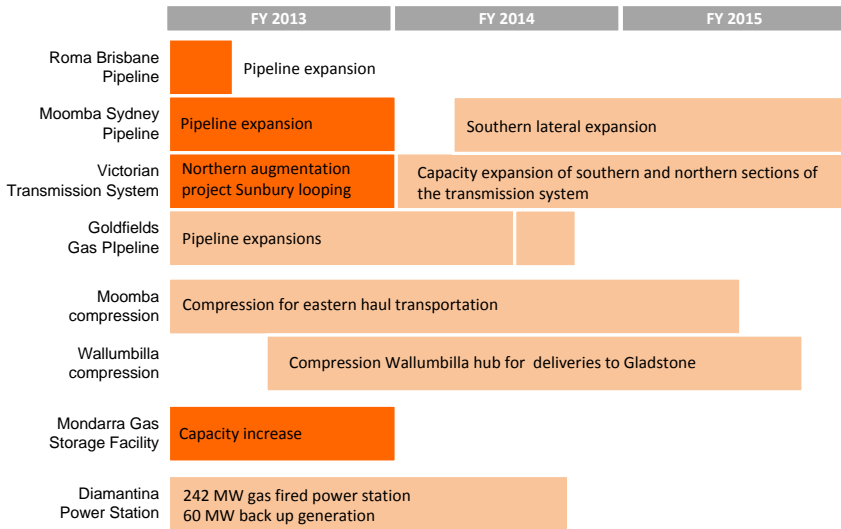 FY 2013 FY 2014 FY 2015
Roma Brisbane
Pipeline
Pipeline expansion
Moomba Sydney
Pipeline
Pipeline expansion
Southern lateral expansion
Victorian
Transmission System
Northern augmentation
project Sunbury looping
Capacity expansion of southern and northern sections of
the transmission system
Goldfields
Gas PIpeline
Pipeline expansions
Moomba
compression
Compression for eastern haul transportation
Wallumbilla
compression
Compression Wallumbilla hub for deliveries to Gladstone
Mondarra Gas
Storage Facility
Capacity increase
Diamantina
Power Station
242 MW gas fired power station
60 MW back up generation